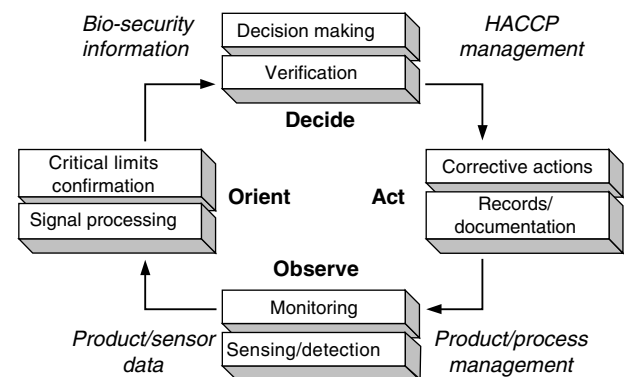 Bio-security
information
Decision making
Verification
Decide
HACCP
management
Critical limits
confirmation
Signal processing
Orient
Act
Corrective actions
Records/
documentation
Observe
Monitoring
Sensing/detection
Product/sensor
data
Product/process
management